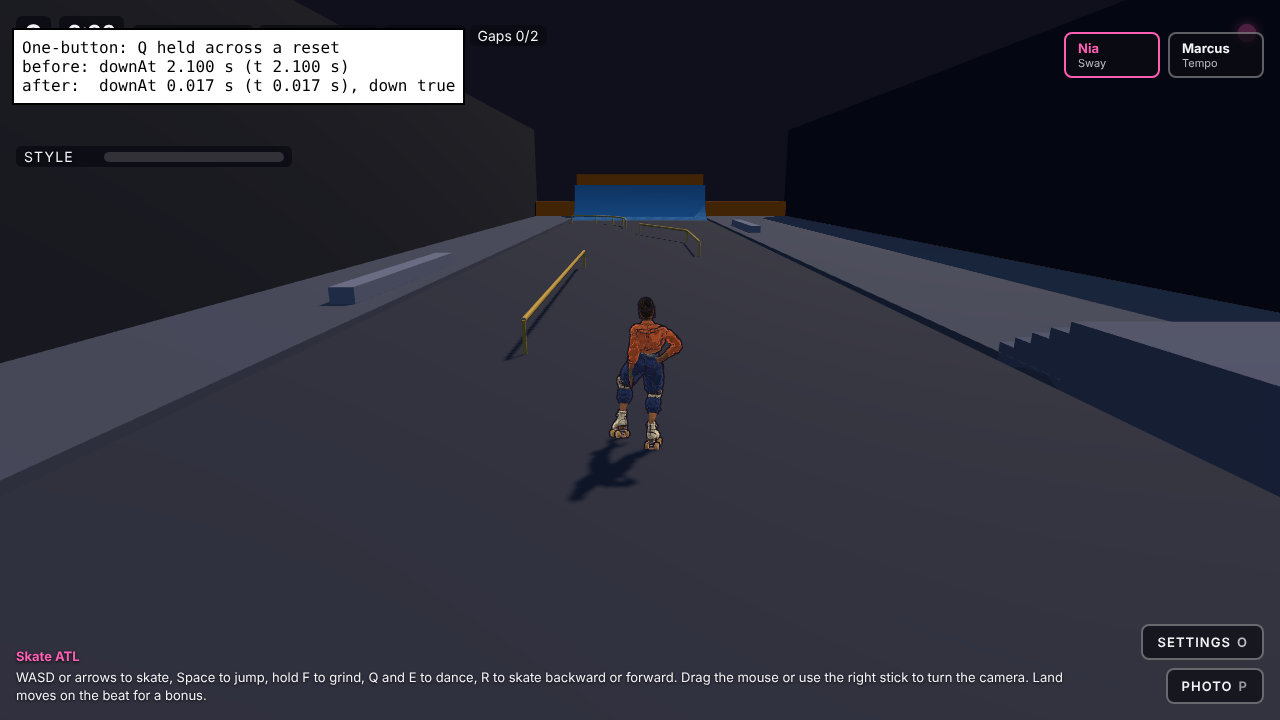 One-button: Q held across a reset
before: downAt 2.100 s (t 2.100 s)
after:  downAt 0.017 s (t 0.017 s), down true
Gaps 0/2
Nia
Sway
Marcus
Tempo
STYLE
Skate ATL
WASD or arrows to skate, Space to jump, hold F to grind, Q and E to dance, R to skate backward or forward. Drag the mouse or use the right stick to turn the camera. Land
moves on the beat for a bonus.
SETTINGS O
PHOTO P